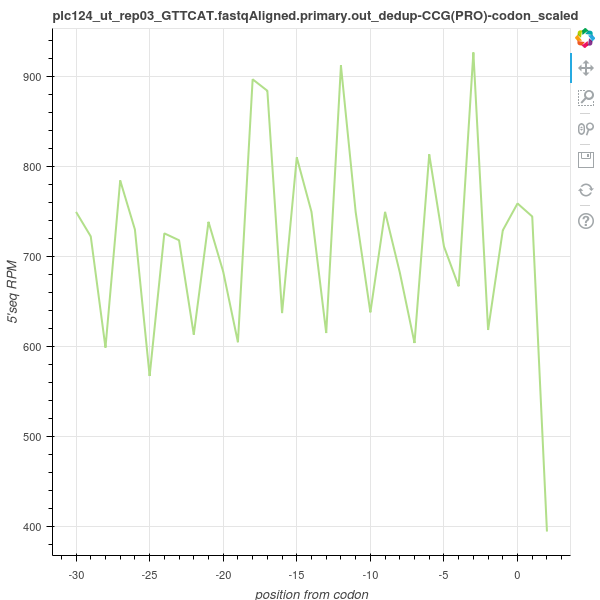 plc124_ut_rep03_GTTCAT.fastqAligned.primary.out_dedup-CCG(PRO)-codon_scaled
900
800
700
600
500
400
5'seq RPM
-30 -25 -20 -15 -10 -5 0
position from codon